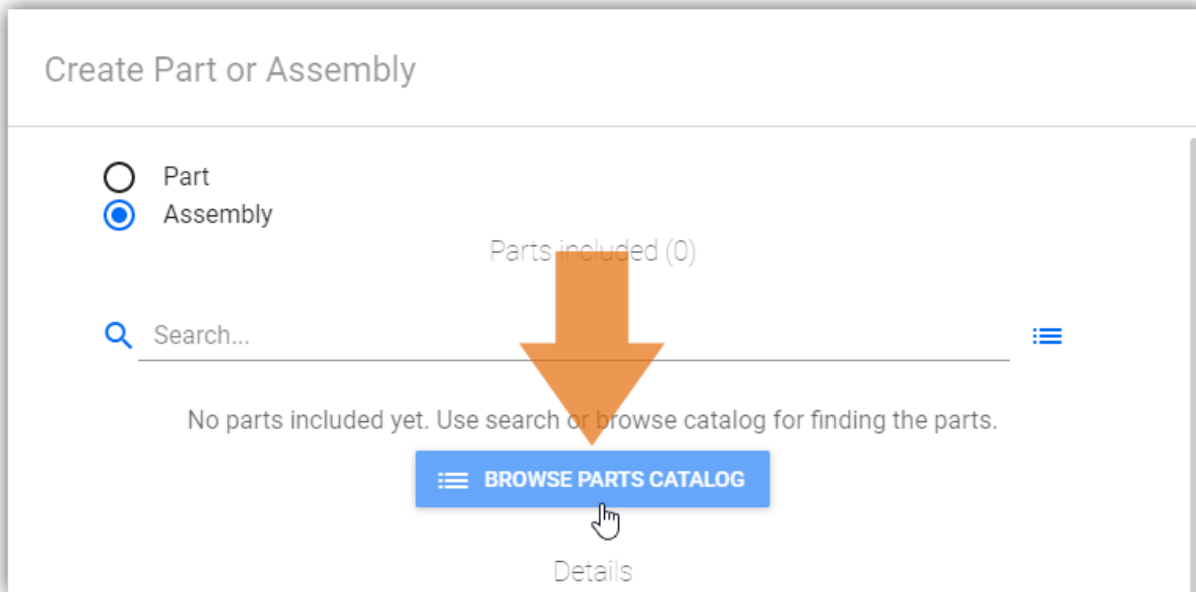 Create Part or Assembly
Part
Assembly
Parts included (0)
Search...
No parts included yet. Use search or browse catalog for finding the parts.
BROWSE PARTS CATALOG
Details